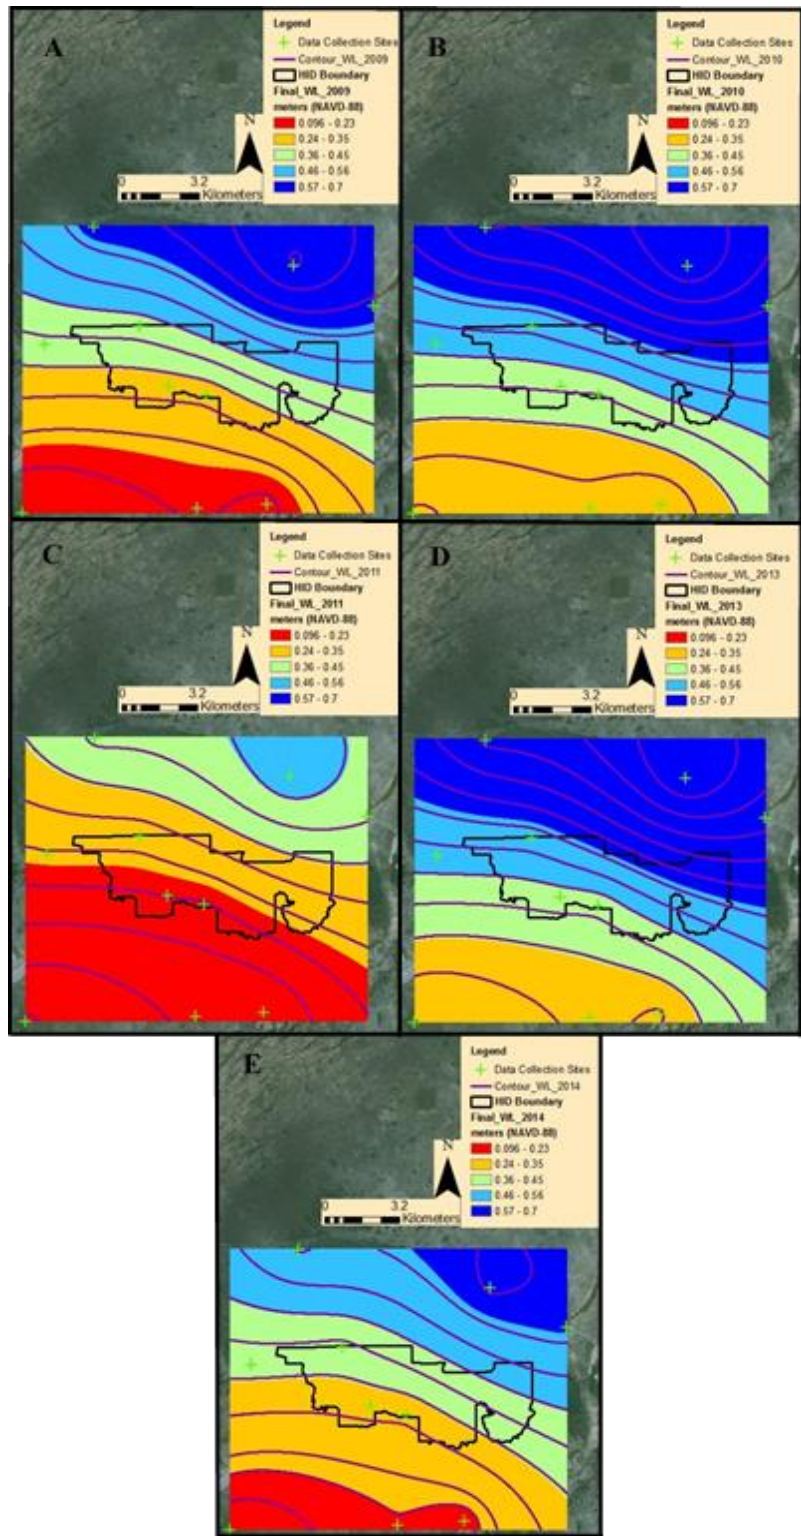 A
Legend
Data Collection Sites
Contour_WL_2009
HID Boundary
Final_WL_2009
meters (NAVD-88)
0.096 - 0.23
0.24 - 0.35
0.36 - 0.45
0.46 - 0.56
0.57 - 0.7
N
0 3.2
Kilometers
B
Legend
Data Collection Sites
Contour_WL_2010
HID Boundary
Final_WL_2010
meters (NAVD-88)
0.096 - 0.23
0.24 - 0.35
0.36 - 0.45
0.46 - 0.56
0.57 - 0.7
N
0 3.2
Kilometers
C
Legend
Data Collection Sites
Contour_WL_2011
HID Boundary
Final_WL_2011
meters (NAVD-88)
0.096 - 0.23
0.24 - 0.35
0.36 - 0.45
0.46 - 0.56
0.57 - 0.7
N
0 3.2
Kilometers
D
Legend
Data Collection Sites
Contour_WL_2013
HID Boundary
Final_WL_2013
meters (NAVD-88)
0.096 - 0.23
0.24 - 0.35
0.36 - 0.45
0.46 - 0.56
0.57 - 0.7
N
0 3.2
Kilometers
E
Legend
Data Collection Sites
Contour_WL_2014
HID Boundary
Final_WL_2014
meters (NAVD-88)
0.096 - 0.23
0.24 - 0.35
0.36 - 0.45
0.46 - 0.56
0.57 - 0.7
N
0 3.2
Kilometers